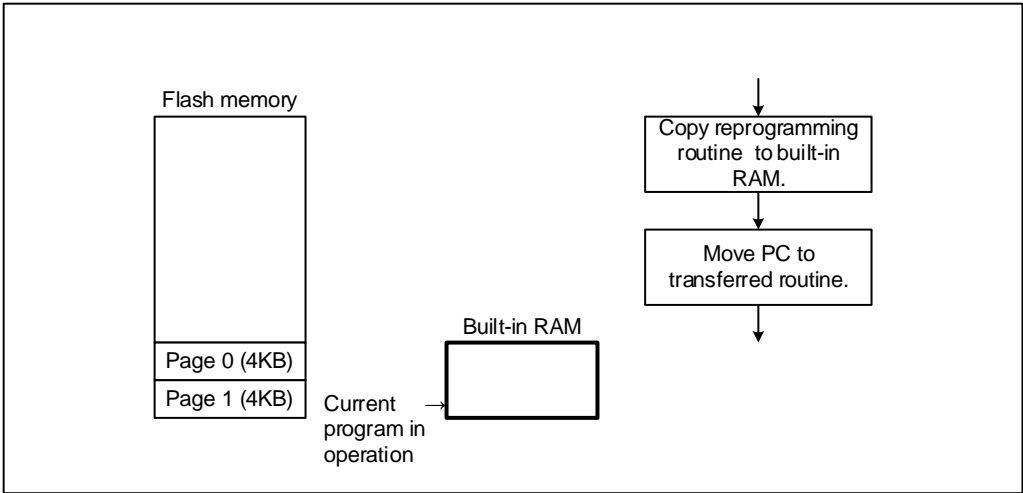 Flash memory
Page 0 (4KB)
Page 1 (4KB)
Current
program in
operation
→
Built-in RAM
Copy reprogramming
routine to built-in
RAM.
Move PC to
transferred routine.